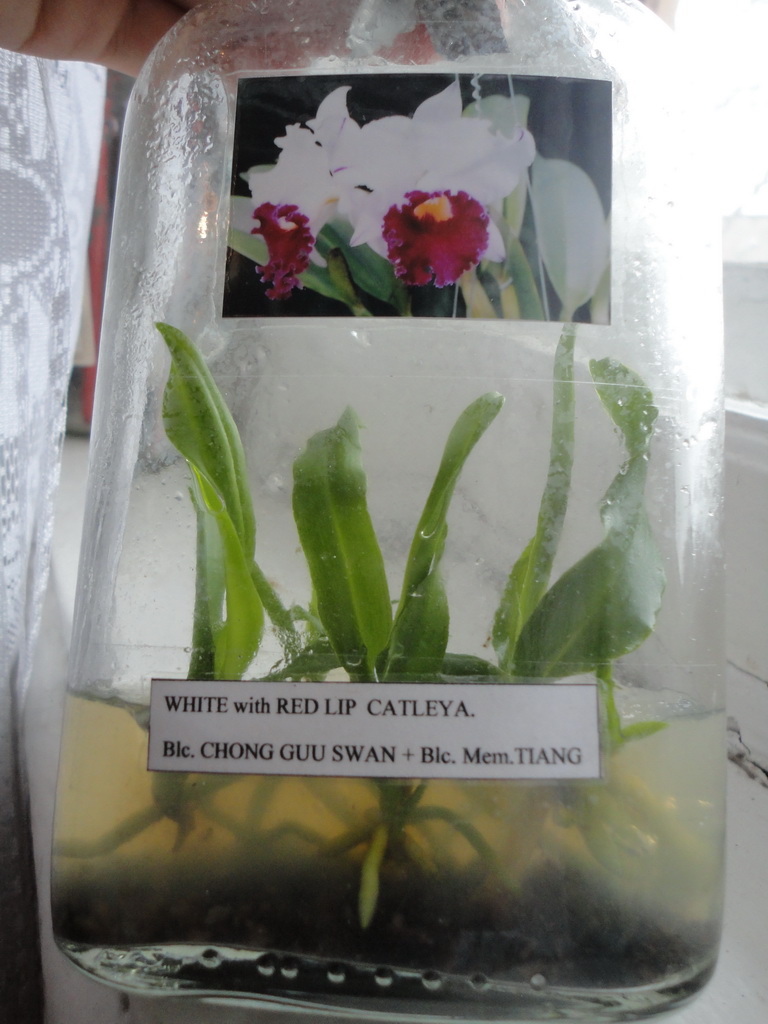 WHITE with RED LIP CATLEYA.
Blc. CHONG GUU SWAN + Blc. Mem.TIANG